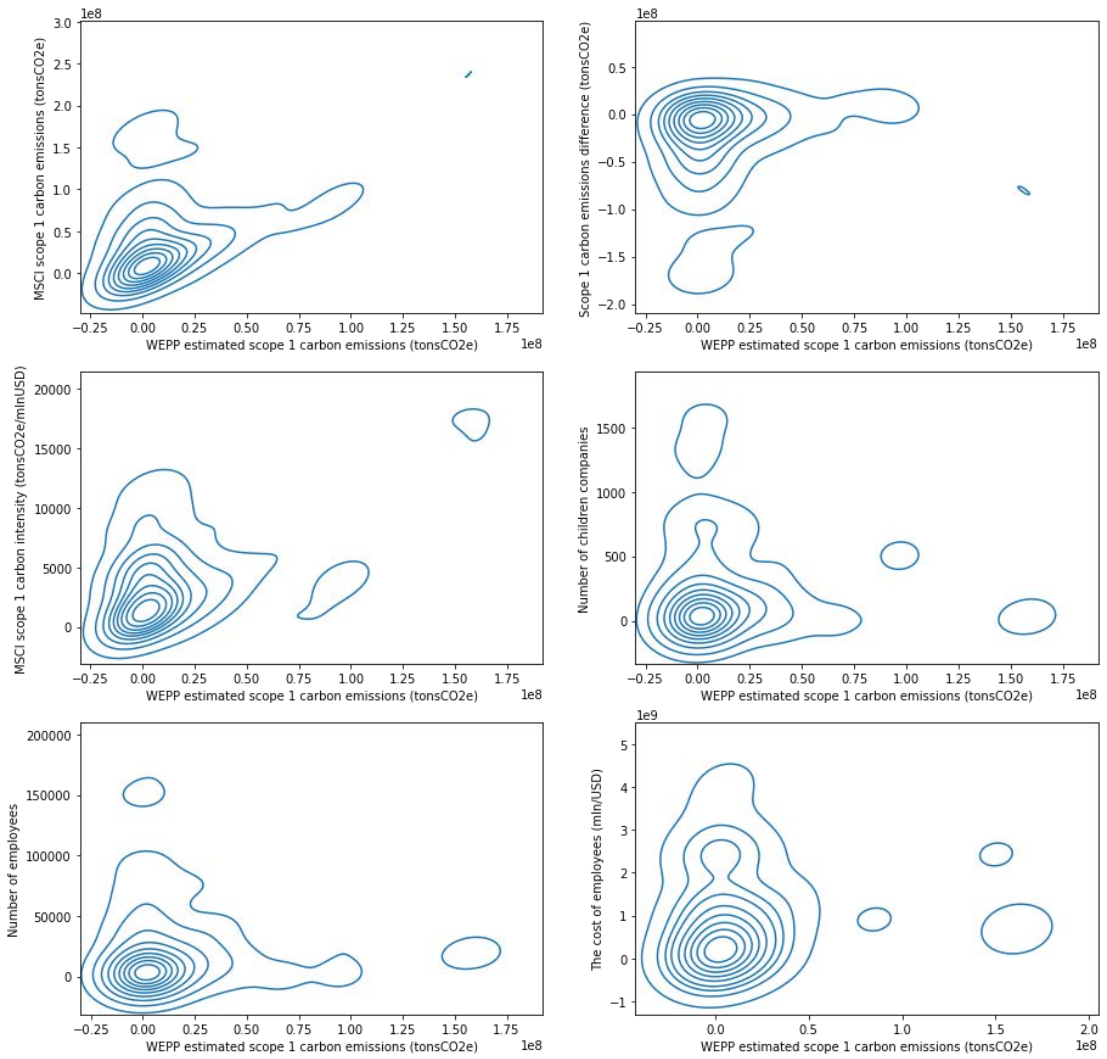 1e8
MSCI scope 1 carbon emissions (tonsCO2e)
3.0
2.5
2.0
1.5
1.0
0.5
0.0
−0.25 0.00 0.25 0.50 0.75 1.00 1.25 1.50 1.75
1e8
WEPP estimated scope 1 carbon emissions (tonsCO2e)
1e8
Scope 1 carbon emissions difference (tonsCO2e)
0.5
0.0
−0.5
−1.0
−1.5
−2.0
−0.25 0.00 0.25 0.50 0.75 1.00 1.25 1.50 1.75
1e8
WEPP estimated scope 1 carbon emissions (tonsCO2e)
MSCI scope 1 carbon intensity (tonsCO2e/mlnUSD)
20000
15000
10000
5000
0
−0.25 0.00 0.25 0.50 0.75 1.00 1.25 1.50 1.75
1e8
WEPP estimated scope 1 carbon emissions (tonsCO2e)
Number of children companies
1500
1000
500
0
−0.25 0.00 0.25 0.50 0.75 1.00 1.25 1.50 1.75
1e8
WEPP estimated scope 1 carbon emissions (tonsCO2e)
Number of employees
200000
150000
100000
50000
0
−0.25 0.00 0.25 0.50 0.75 1.00 1.25 1.50 1.75
1e8
WEPP estimated scope 1 carbon emissions (tonsCO2e)
1e9
The cost of employees (mln/USD)
5
4
3
2
1
0
−1
0.0 0.5 1.0 1.5 2.0
1e8
WEPP estimated scope 1 carbon emissions (tonsCO2e)